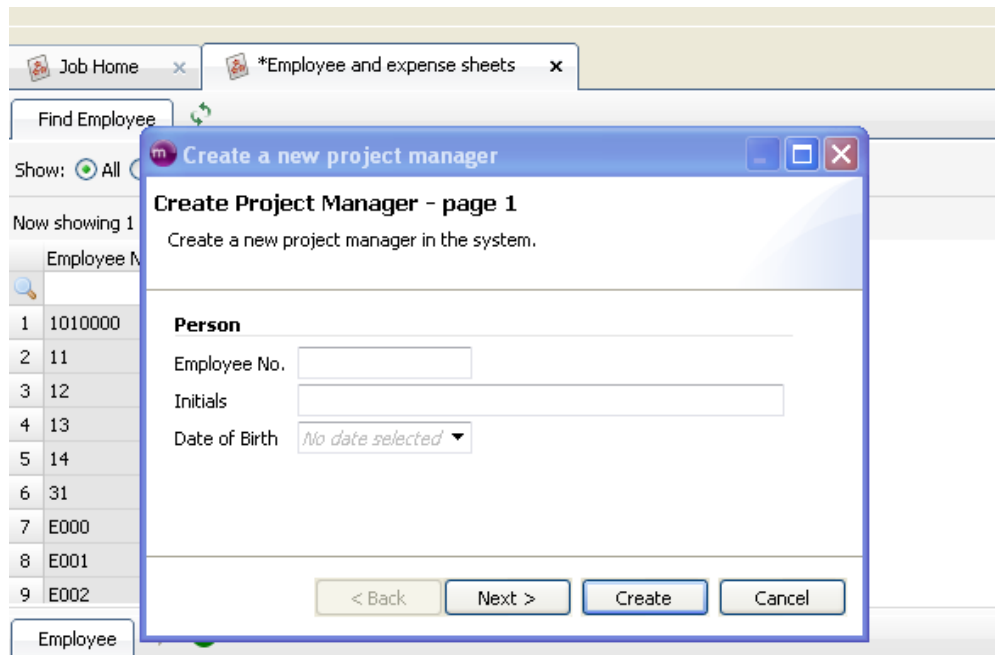 Job Home
*Employee and expense sheets
Find Employee
Create a new project manager
Show: All
Create Project Manager - page 1
Create a new project manager in the system.
Now showing 1
Employee N
1 1010000
2 11
3 12
4 13
5 14
6 31
7 E000
8 E001
9 E002
Person
Employee No.
Initials
Date of Birth No date selected
< Back Next > Create Cancel
Employee